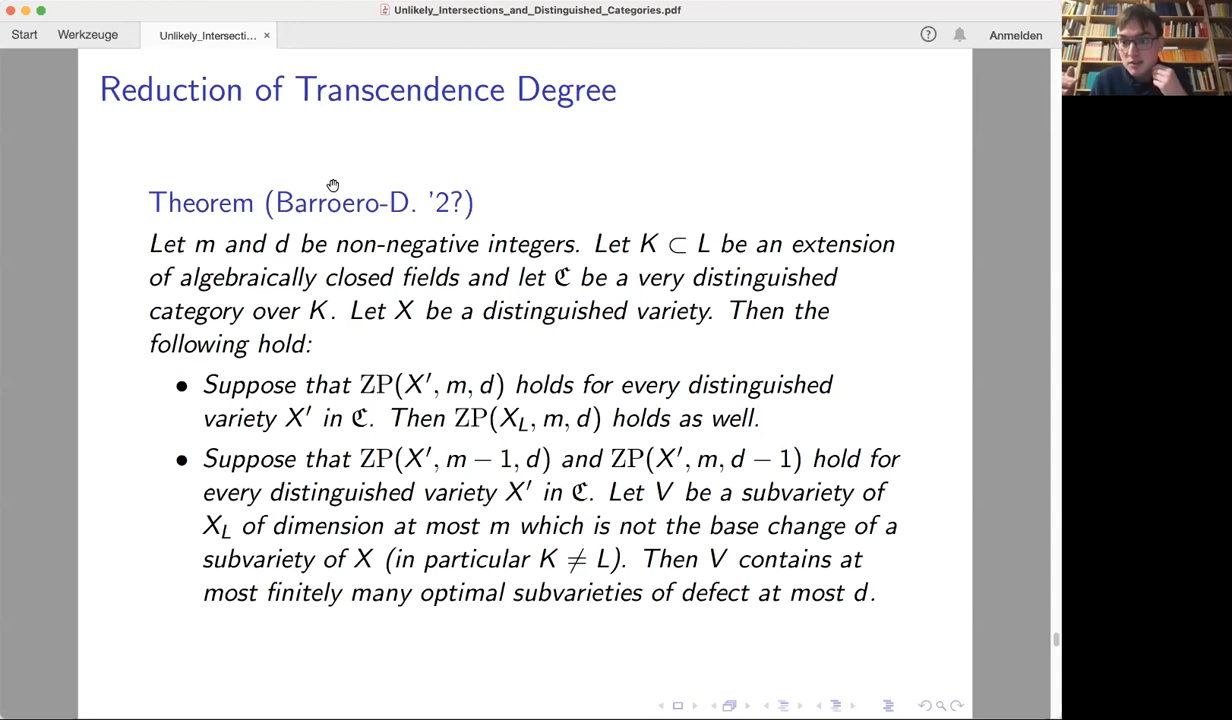 Unlikely_Intersections_and_Distinguished_Categories.pdf
Start Werkzeuge Unlikely_Intersecti... × Anmelden
Reduction of Transcendence Degree
Theorem (Barroero-D. '2?)
Let m and d be non-negative integers. Let K ⊂ L be an extension
of algebraically closed fields and let ℭ be a very distinguished
category over K. Let X be a distinguished variety. Then the
following hold:
• Suppose that ZP(X′, m, d) holds for every distinguished
variety X′ in ℭ. Then ZP(X_L, m, d) holds as well.
• Suppose that ZP(X′, m − 1, d) and ZP(X′, m, d − 1) hold for
every distinguished variety X′ in ℭ. Let V be a subvariety of
X_L of dimension at most m which is not the base change of a
subvariety of X (in particular K ≠ L). Then V contains at
most finitely many optimal subvarieties of defect at most d.